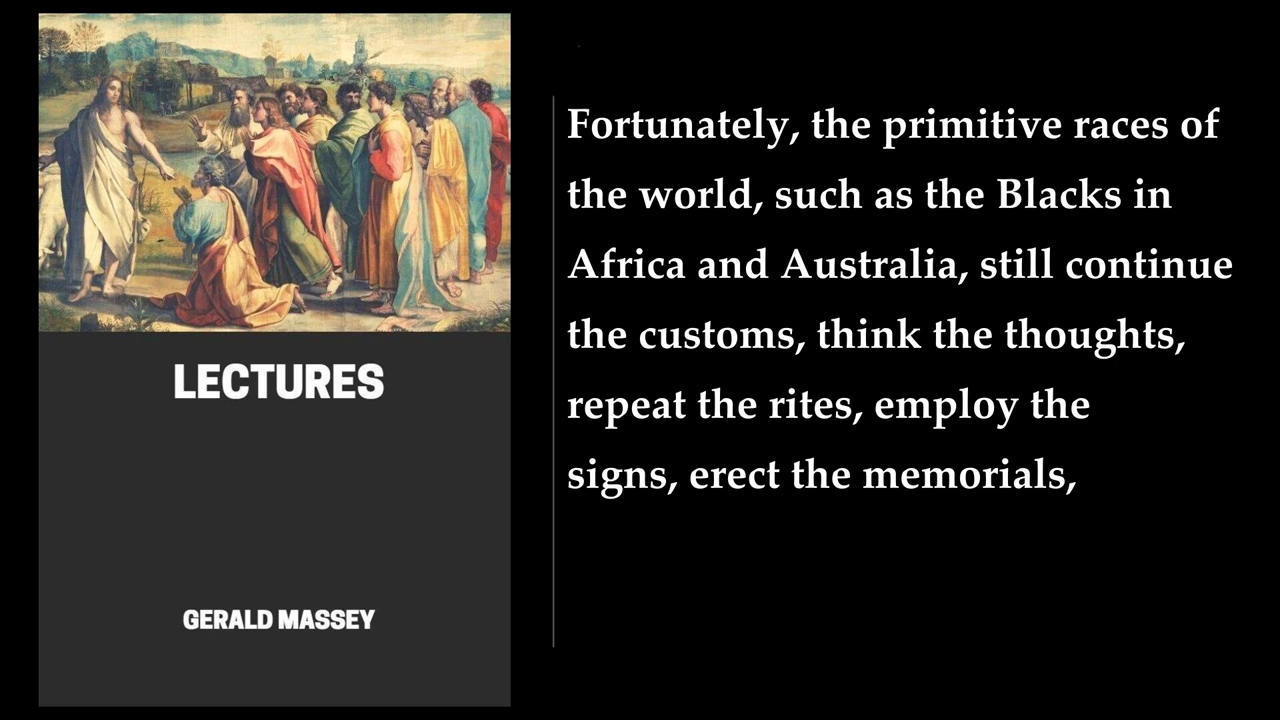 LECTURES
GERALD MASSEY
Fortunately, the primitive races of
the world, such as the Blacks in
Africa and Australia, still continue
the customs, think the thoughts,
repeat the rites, employ the
signs, erect the memorials,